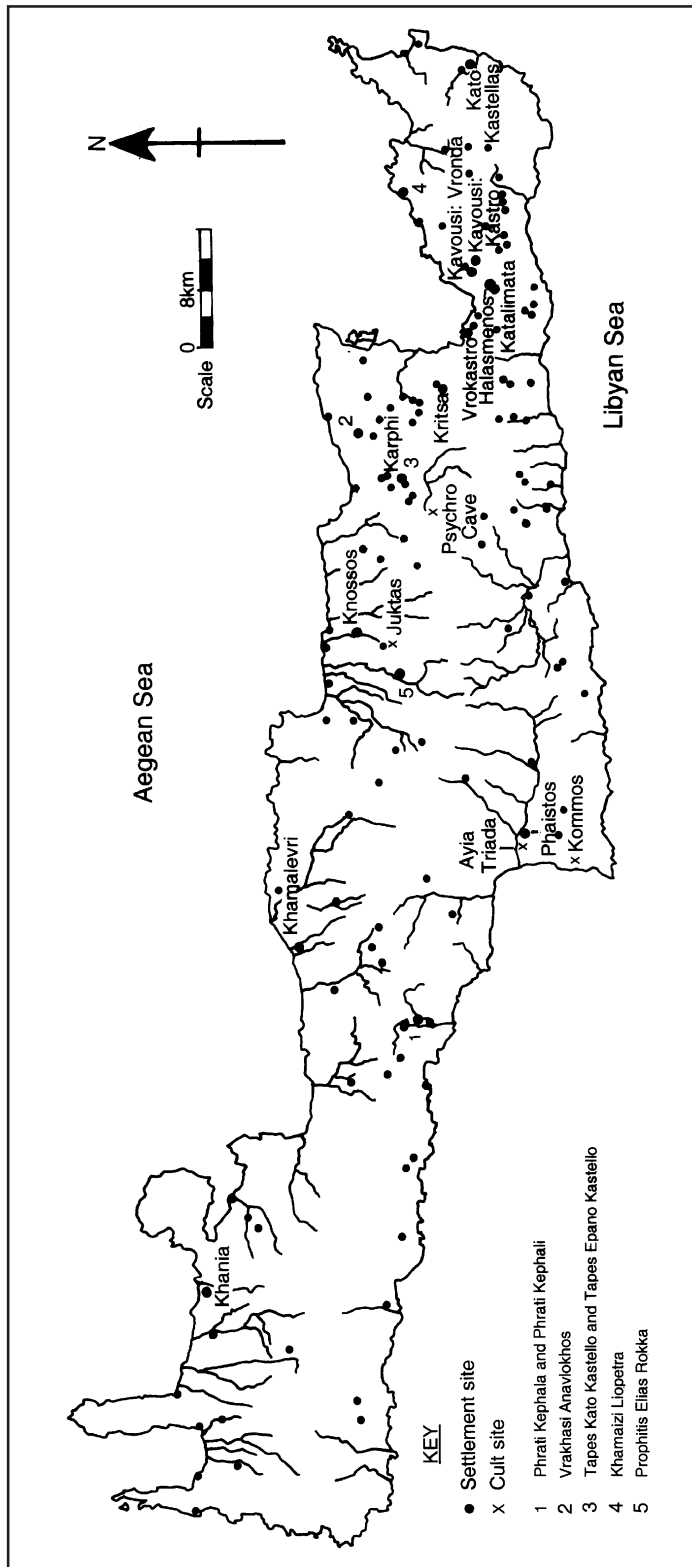 N
0 8km
Scale
Aegean Sea
Libyan Sea
Khania
Khamalevri
Knossos
Juktas
5
Ayia
Triada
Phaistos
Kommos
1
1
2
Karphi
3
Psychro
Cave
Kritsa
Vrokastro
Halasmenos
Katalimata
Kavousi: Vronda
Kavousi:
Kastro
4
Kato
Kastellas
KEY
● Settlement site
x Cult site
1 Phrati Kephala and Phrati Kephali
2 Vrakhasi Anavlokhos
3 Tapes Kato Kastello and Tapes Epano Kastello
4 Khamaizi Liopetra
5 Prophitis Elias Rokka